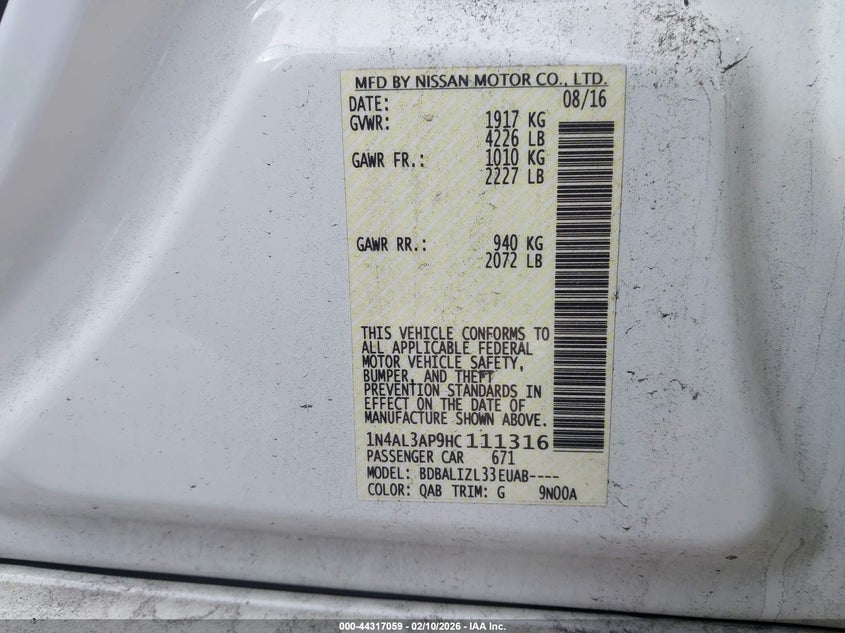 MFD BY NISSAN MOTOR CO., LTD.
DATE: 08/16
GVWR: 1917 KG
4226 LB
GAWR FR.: 1010 KG
2227 LB
GAWR RR.: 940 KG
2072 LB
THIS VEHICLE CONFORMS TO
ALL APPLICABLE FEDERAL
MOTOR VEHICLE SAFETY,
BUMPER, AND THEFT
PREVENTION STANDARDS IN
EFFECT ON THE DATE OF
MANUFACTURE SHOWN ABOVE.
1N4AL3AP9HC111316
PASSENGER CAR 671
MODEL: BDBALIZL33EUAB----
COLOR: QAB TRIM: G 9N00A
000-44317059 — 02/10/2026 - IAA Inc.